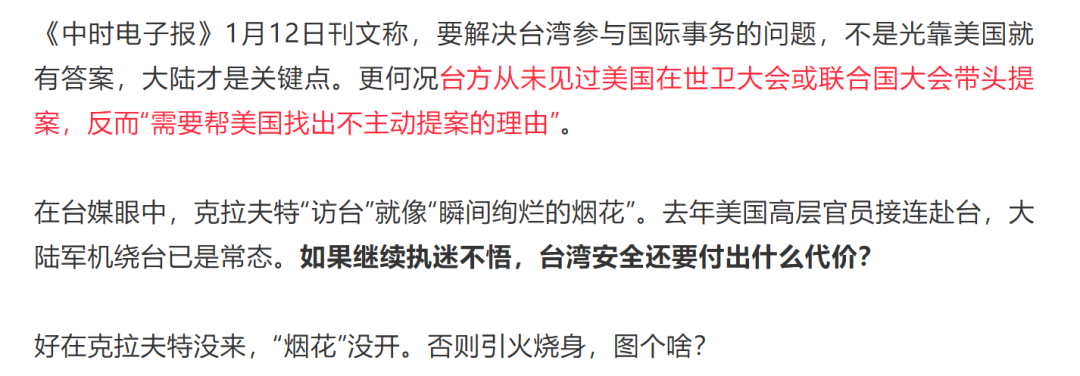 《中时电子报》1月12日刊文称，要解决台湾参与国际事务的问题，不是光靠美国就
有答案，大陆才是关键点。更何况台方从未见过美国在世卫大会或联合国大会带头提
案，反而“需要帮美国找出不主动提案的理由”。
在台媒眼中，克拉夫特“访台”就像“瞬间绚烂的烟花”。去年美国高层官员接连赴台，大
陆军机绕台已是常态。如果继续执迷不悟，台湾安全还要付出什么代价？
好在克拉夫特没来，“烟花”没开。否则引火烧身，图个啥？